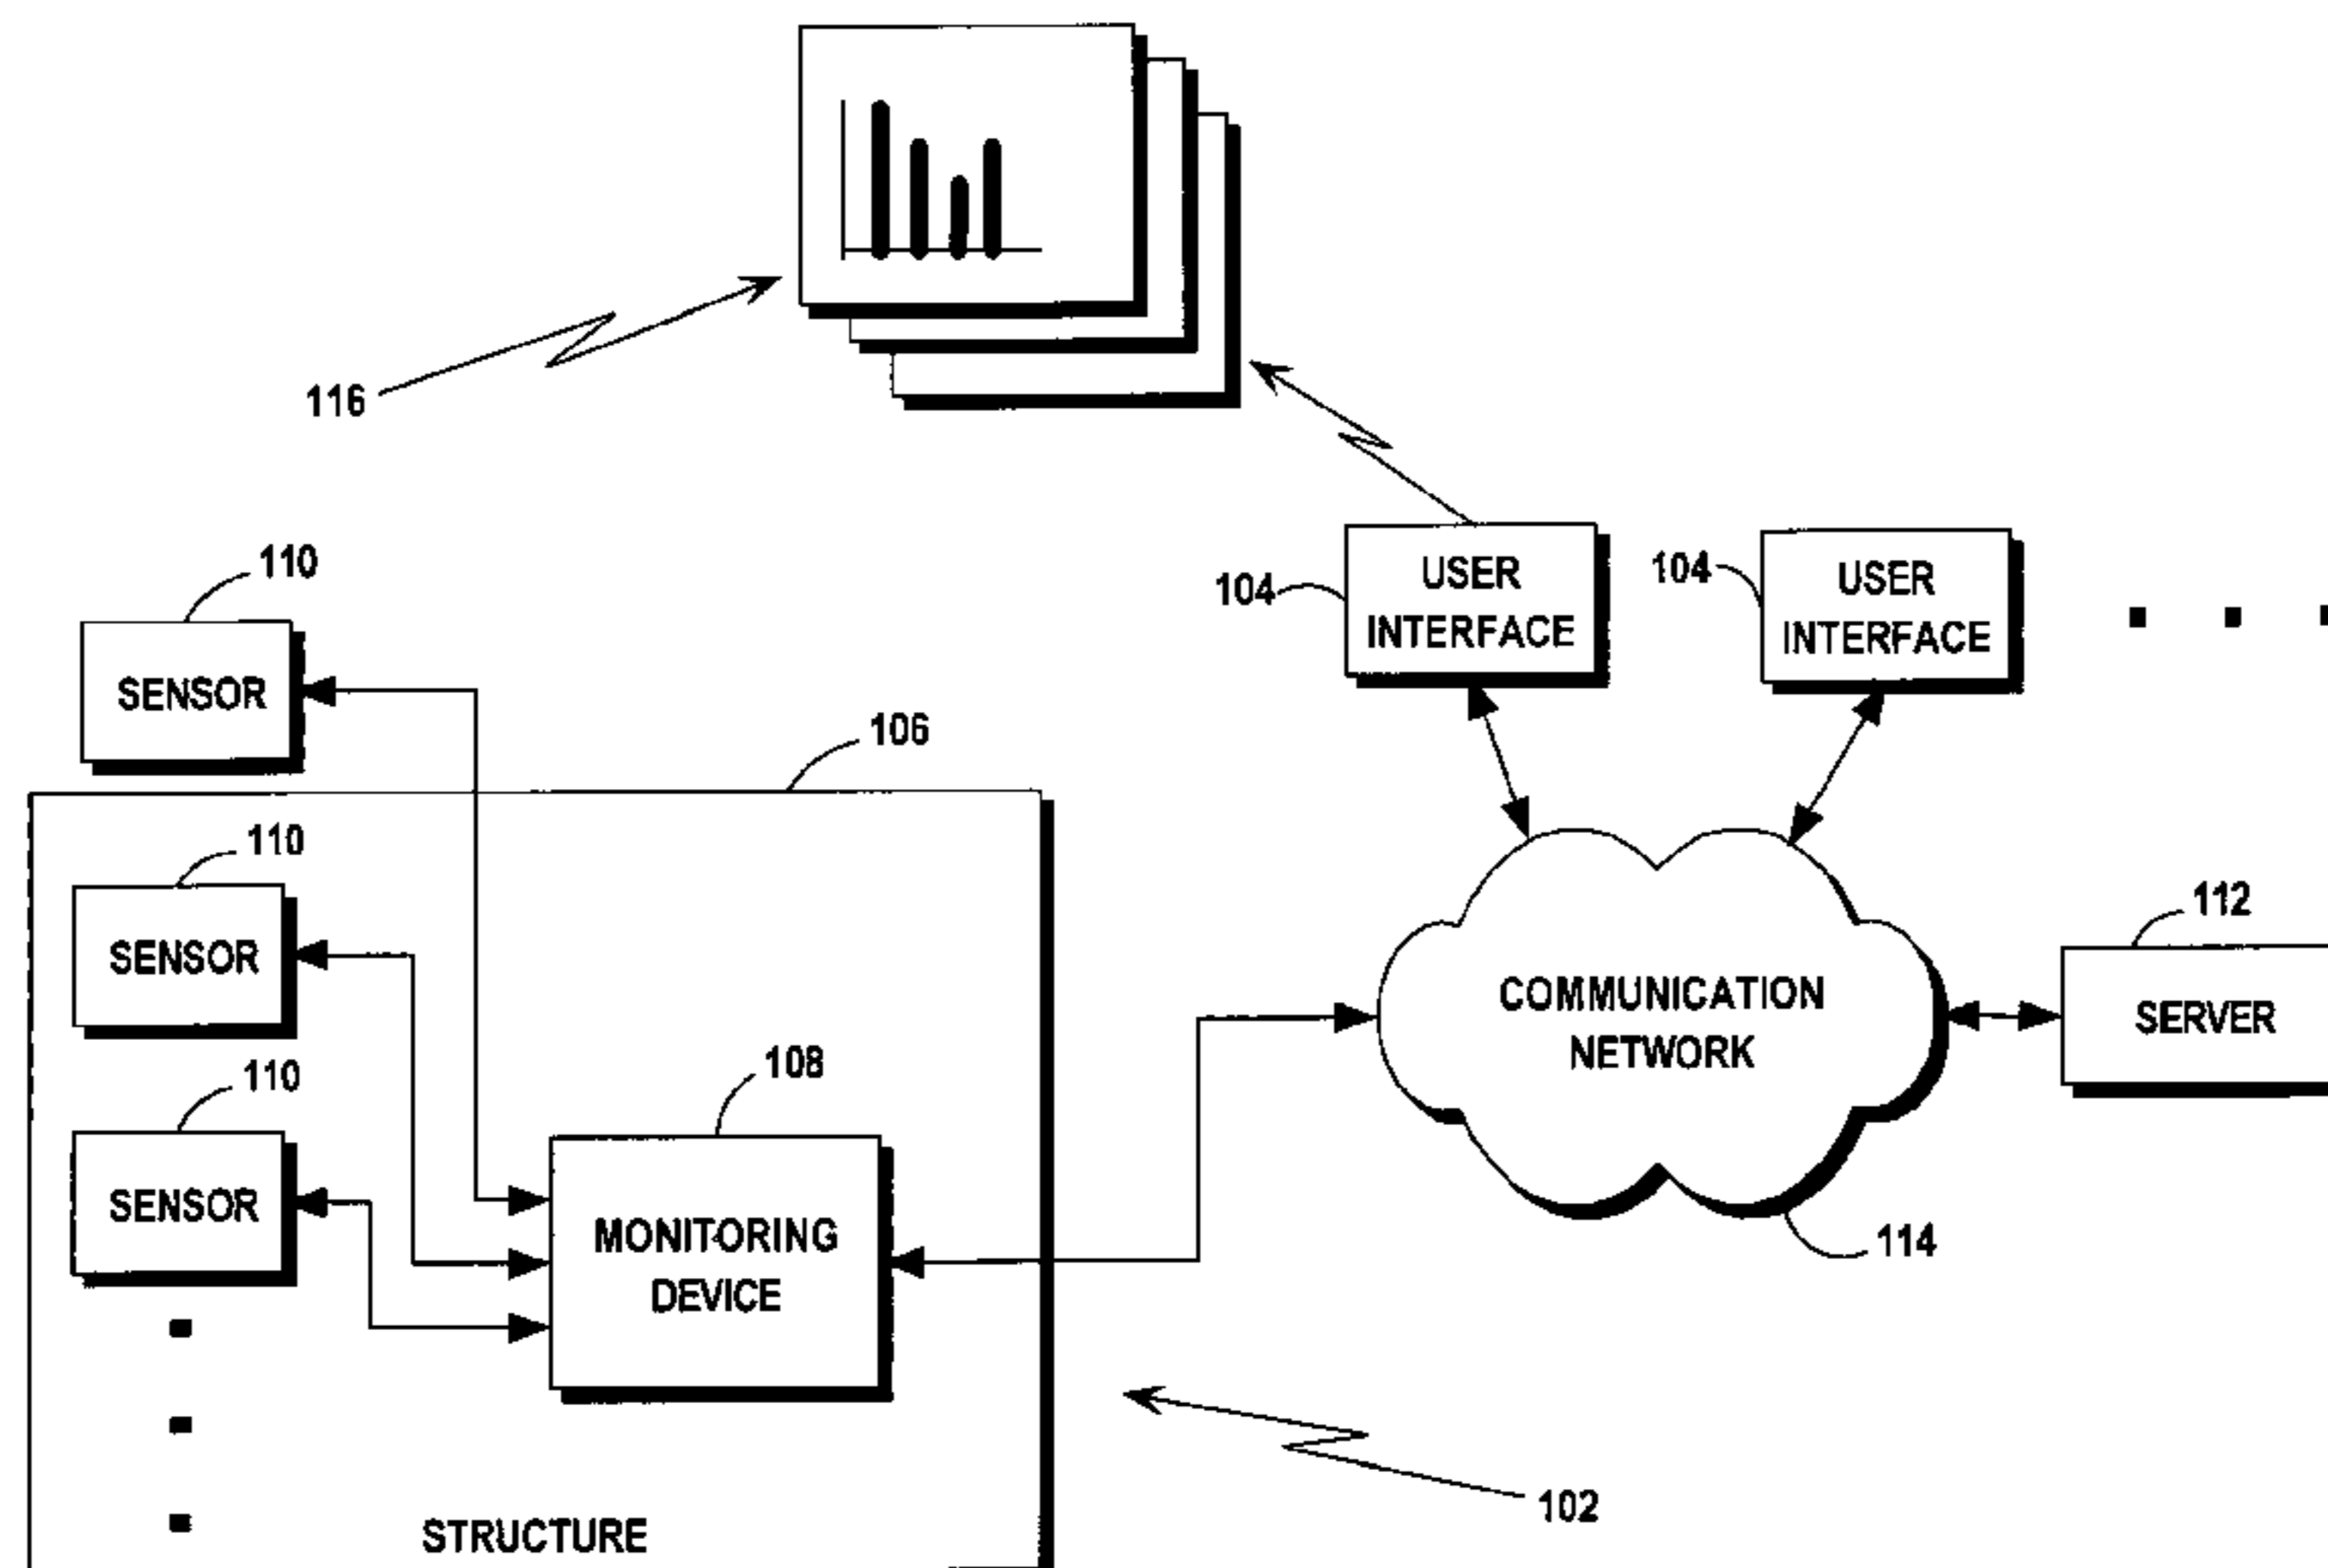 116
110
SENSOR
104
USER
INTERFACE
104
USER
INTERFACE
106
110
SENSOR
110
SENSOR
108
MONITORING
DEVICE
COMMUNICATION
NETWORK
112
SERVER
114
102
STRUCTURE